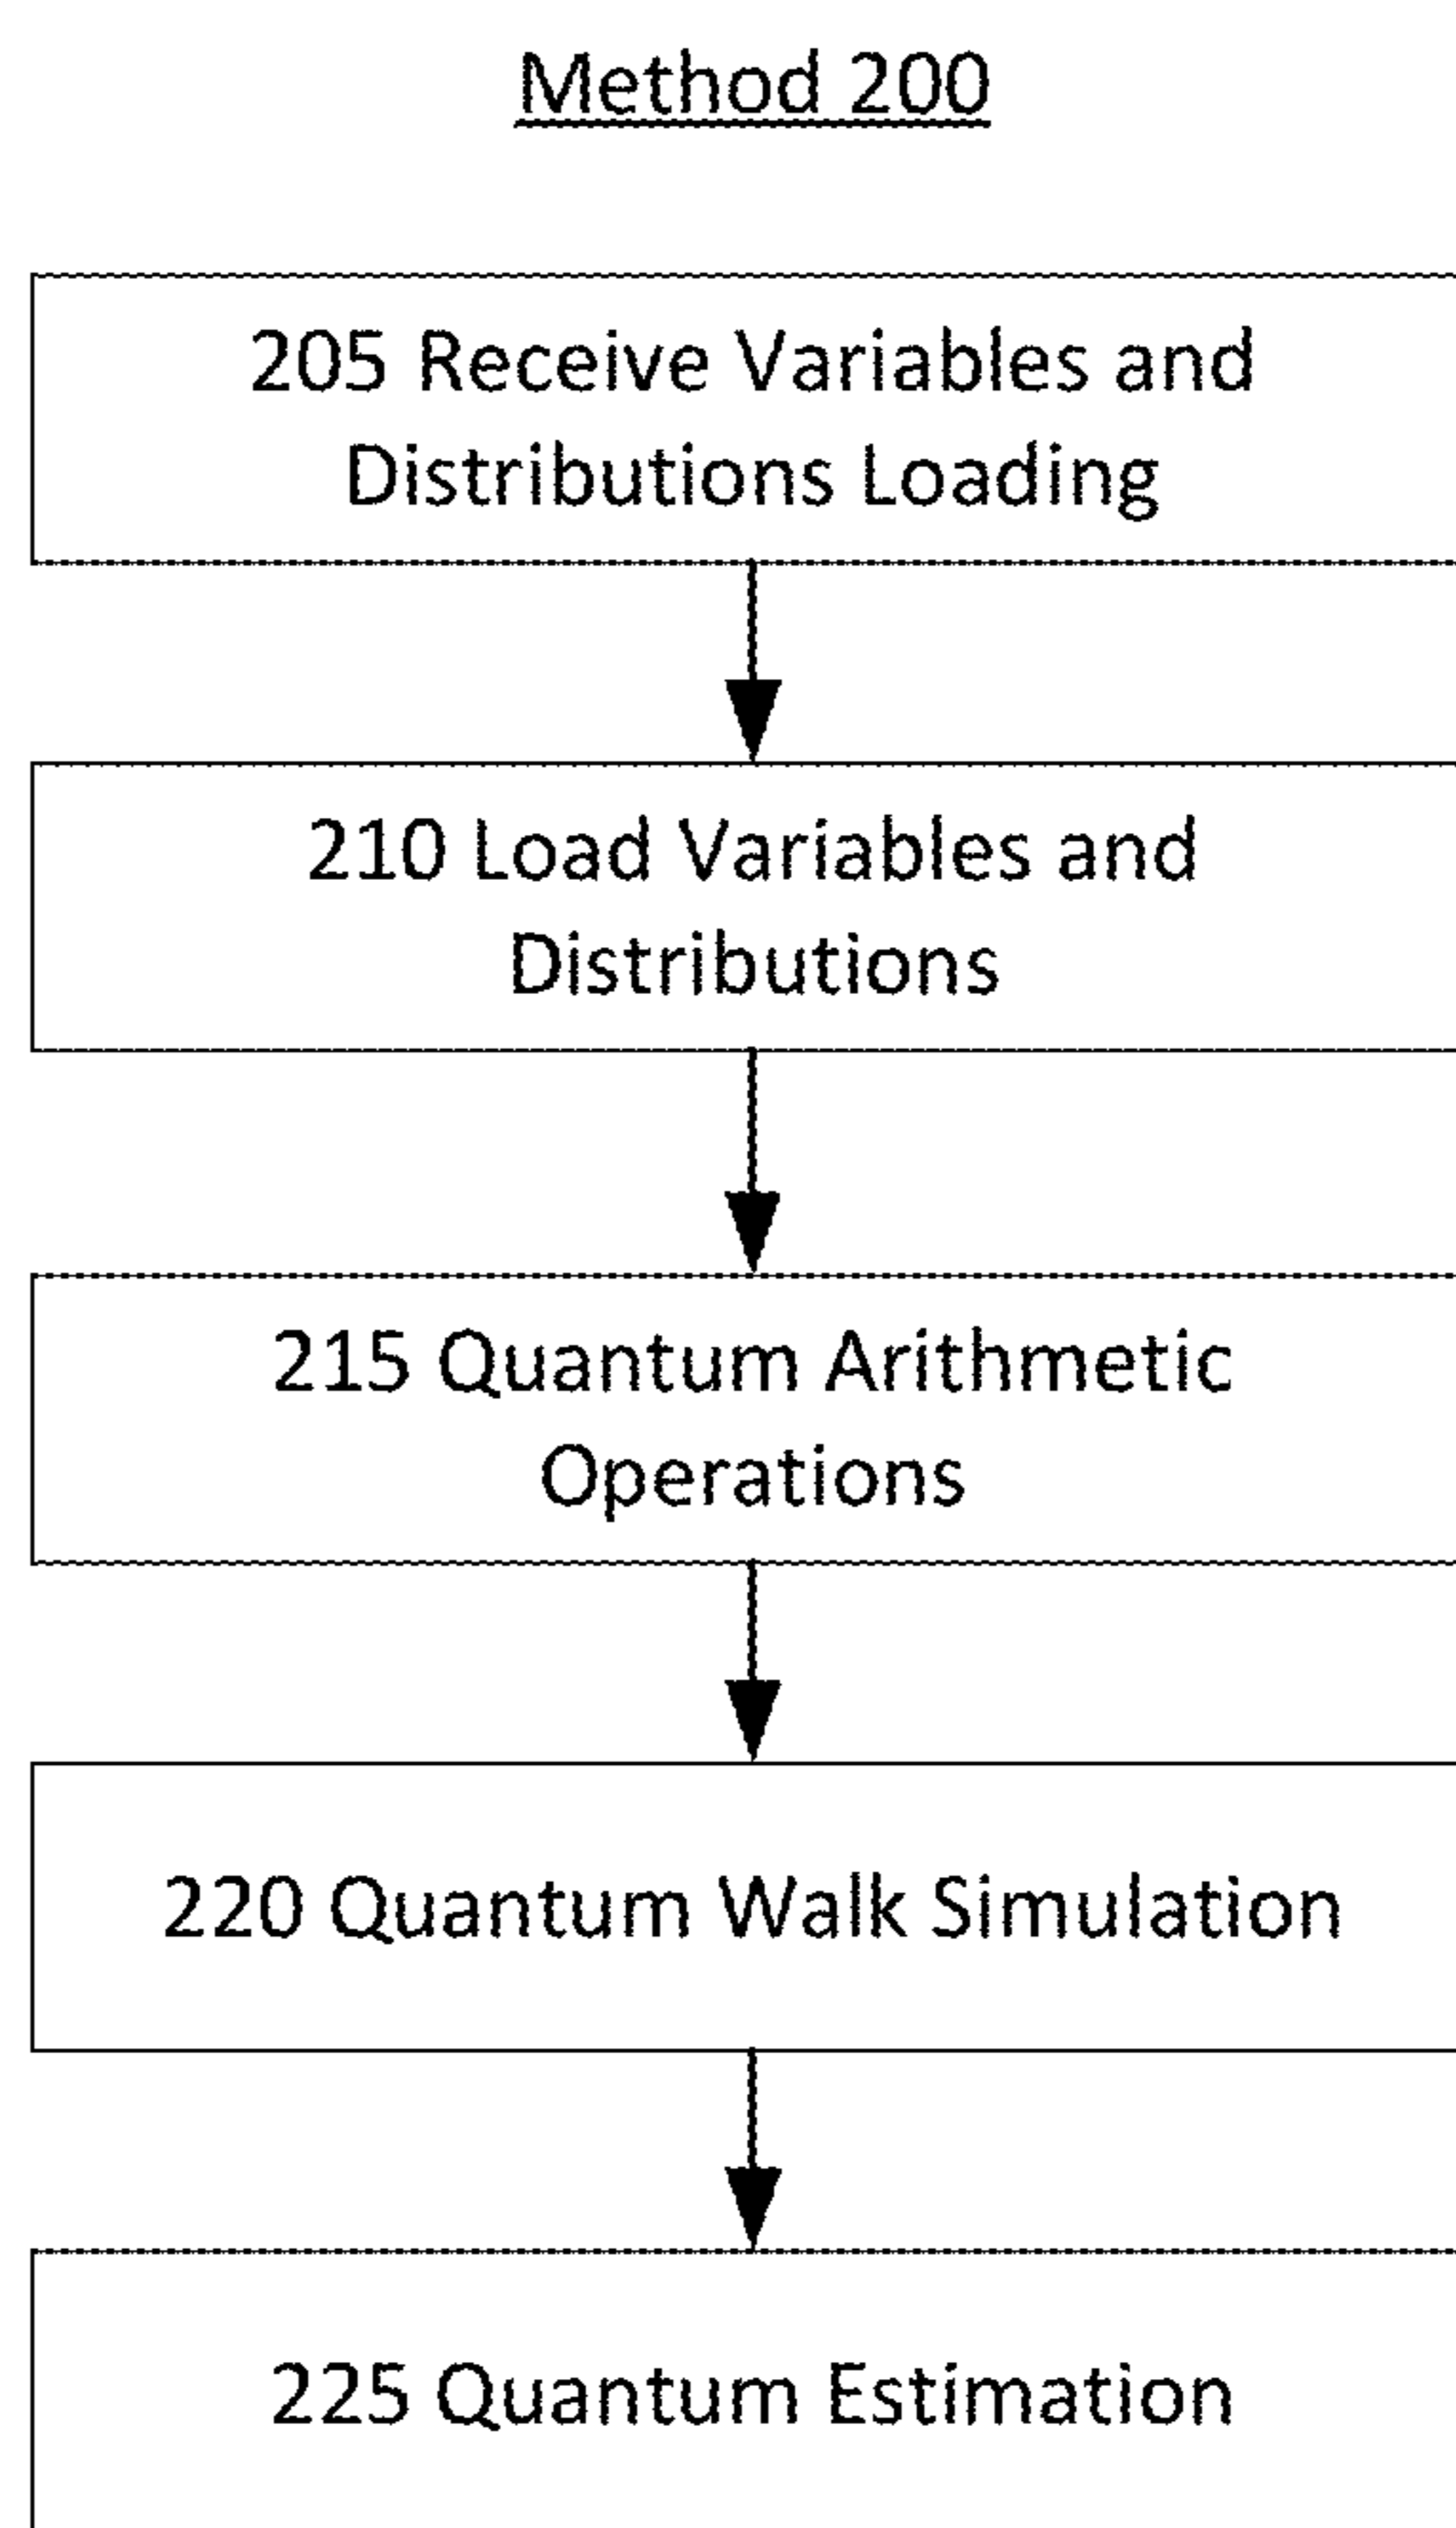 Method 200
205 Receive Variables and
Distributions Loading
210 Load Variables and
Distributions
215 Quantum Arithmetic
Operations
220 Quantum Walk Simulation
225 Quantum Estimation